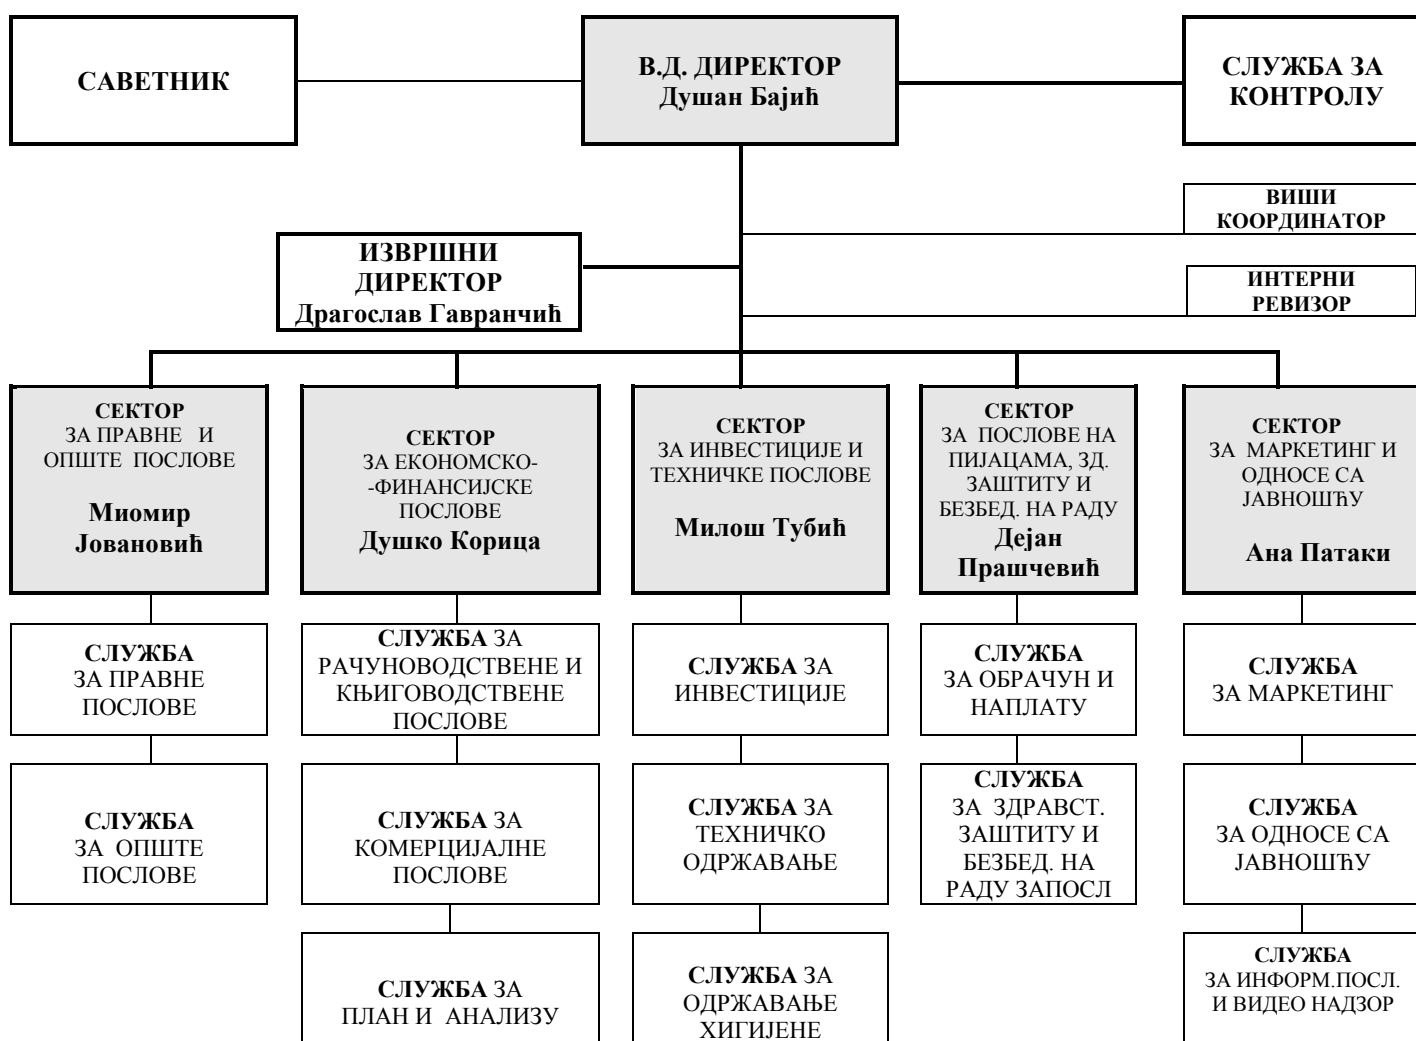 САВЕТНИК
В.Д. ДИРЕКТОР
Душан Бајић
СЛУЖБА ЗА
КОНТРОЛУ
ВИШИ
КООРДИНАТОР
ИЗВРШНИ
ДИРЕКТОР
Драгослав Гавранчић
ИНТЕРНИ
РЕВИЗОР
СЕКТОР
ЗА ПРАВНЕ И
ОПШТЕ ПОСЛОВЕ
Миомир
Јовановић
СЕКТОР
ЗА ЕКОНОМСКО-
-ФИНАНСИЈСКЕ
ПОСЛОВЕ
Душко Корица
СЕКТОР
ЗА ИНВЕСТИЦИЈЕ И
ТЕХНИЧКЕ ПОСЛОВЕ
Милош Тубић
СЕКТОР
ЗА ПОСЛОВЕ НА
ПИЈАЦАМА, ЗД.
ЗАШТИТУ И
БЕЗБЕД. НА РАДУ
Дејан
Прашчевић
СЕКТОР
ЗА МАРКЕТИНГ И
ОДНОСЕ СА
ЈАВНОШЋУ
Ана Патаки
СЛУЖБА
ЗА ПРАВНЕ
ПОСЛОВЕ
СЛУЖБА ЗА
РАЧУНОВОДСТВЕНЕ И
КЊИГОВОДСТВЕНЕ
ПОСЛОВЕ
СЛУЖБА ЗА
ИНВЕСТИЦИЈЕ
СЛУЖБА
ЗА ОБРАЧУН И
НАПЛАТУ
СЛУЖБА
ЗА МАРКЕТИНГ
СЛУЖБА
ЗА ОПШТЕ
ПОСЛОВЕ
СЛУЖБА ЗА
КОМЕРЦИЈАЛНЕ
ПОСЛОВЕ
СЛУЖБА ЗА
ТЕХНИЧКО
ОДРЖАВАЊЕ
СЛУЖБА
ЗА ЗДРАВСТ.
ЗАШТИТУ И
БЕЗБЕД. НА
РАДУ ЗАПОСЛ
СЛУЖБА
ЗА ОДНОСЕ СА
ЈАВНОШЋУ
СЛУЖБА ЗА
ПЛАН И АНАЛИЗУ
СЛУЖБА ЗА
ОДРЖАВАЊЕ
ХИГИЈЕНЕ
СЛУЖБА
ЗА ИНФОРМ.ПОСЛ.
И ВИДЕО НАДЗОР